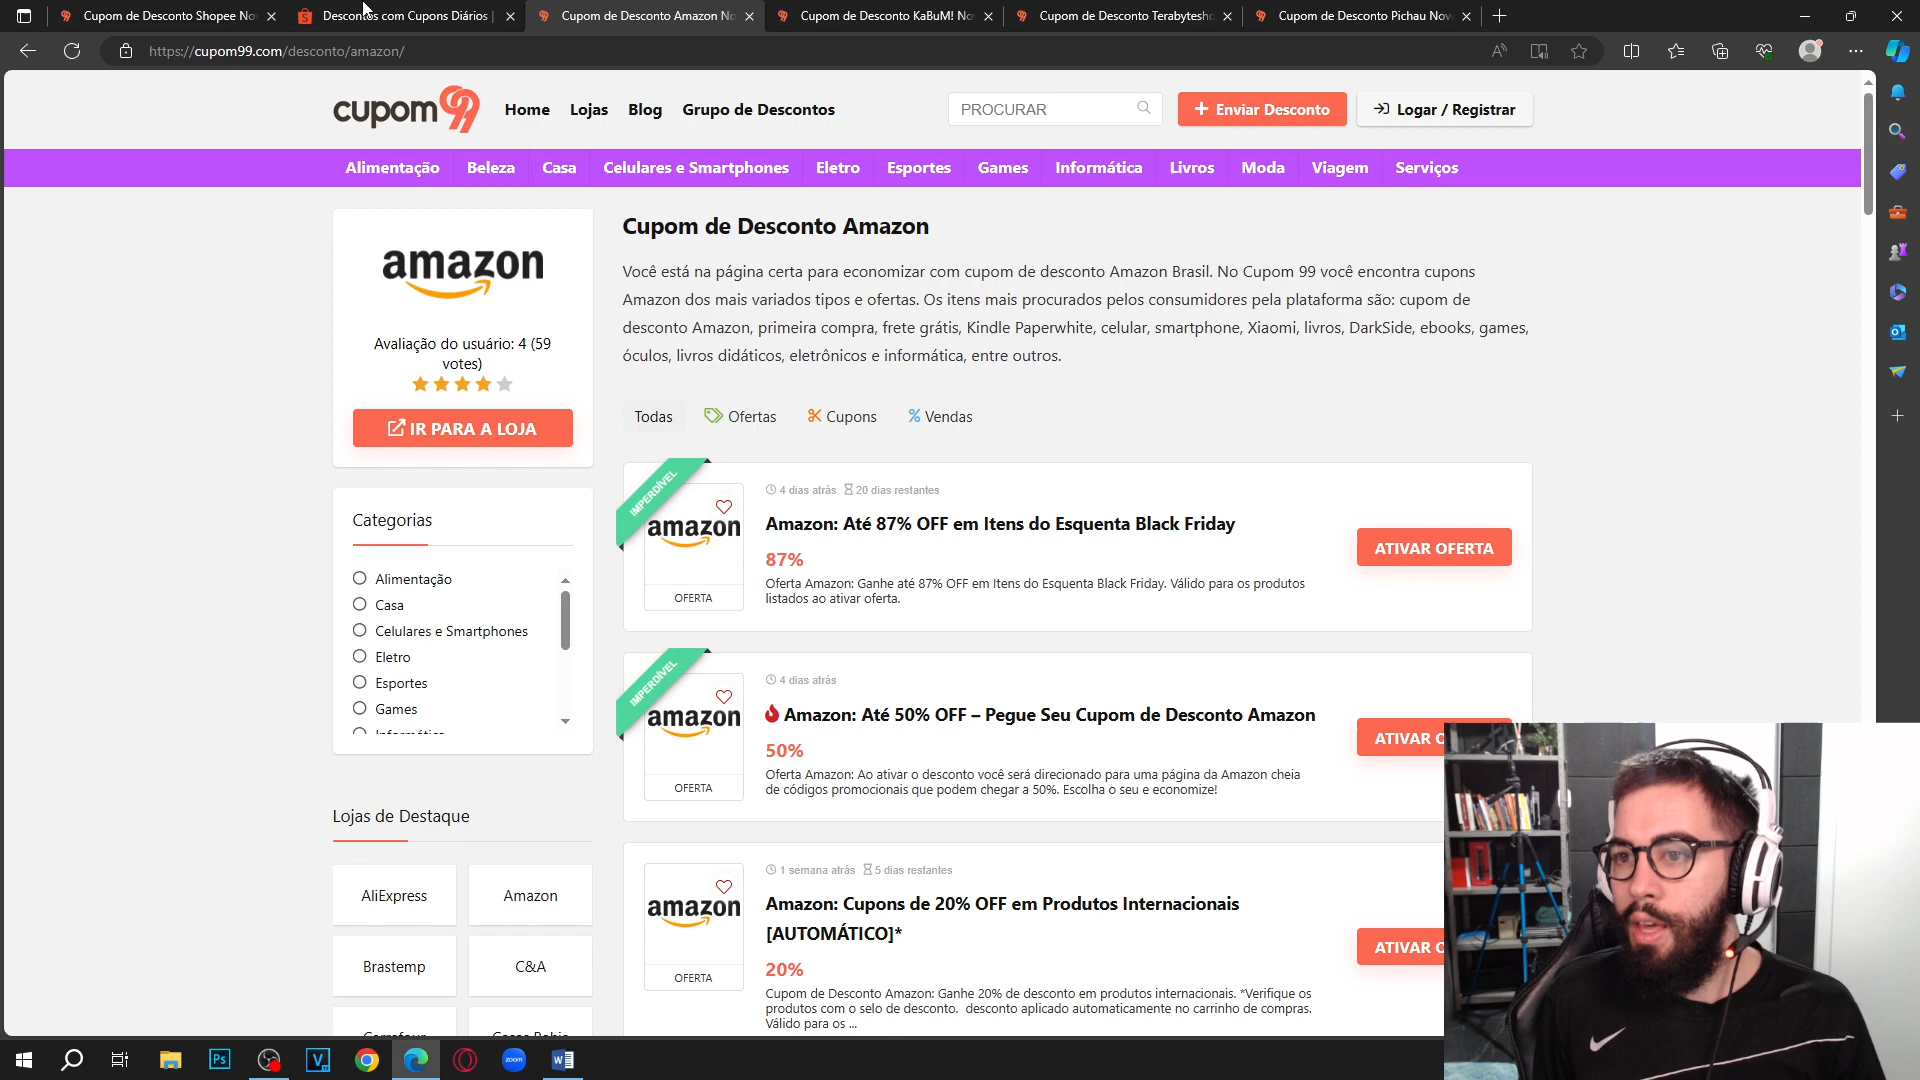 Cupom de Desconto Shopee No
Descontos com Cupons Diários |
Cupom de Desconto Amazon No
Cupom de Desconto KaBuM! No
Cupom de Desconto Terabytesho
Cupom de Desconto Pichau Nov
https://cupom99.com/desconto/amazon/
cupom99
Home
Lojas
Blog
Grupo de Descontos
PROCURAR
+ Enviar Desconto
Logar / Registrar
Alimentação
Beleza
Casa
Celulares e Smartphones
Eletro
Esportes
Games
Informática
Livros
Moda
Viagem
Serviços
amazon
Avaliação do usuário: 4 (59
votes)
IR PARA A LOJA
Categorias
Alimentação
Casa
Celulares e Smartphones
Eletro
Esportes
Games
Informática
Lojas de Destaque
AliExpress
Amazon
Brastemp
C&A
Carrefour
Casas Bahia
Cupom de Desconto Amazon
Você está na página certa para economizar com cupom de desconto Amazon Brasil. No Cupom 99 você encontra cupons
Amazon dos mais variados tipos e ofertas. Os itens mais procurados pelos consumidores pela plataforma são: cupom de
desconto Amazon, primeira compra, frete grátis, Kindle Paperwhite, celular, smartphone, Xiaomi, livros, DarkSide, ebooks, games,
óculos, livros didáticos, eletrônicos e informática, entre outros.
Todas
Ofertas
Cupons
% Vendas
IMPERDÍVEL
amazon
OFERTA
4 dias atrás
20 dias restantes
Amazon: Até 87% OFF em Itens do Esquenta Black Friday
87%
Oferta Amazon: Ganhe até 87% OFF em Itens do Esquenta Black Friday. Válido para os produtos
listados ao ativar oferta.
ATIVAR OFERTA
IMPERDÍVEL
amazon
OFERTA
4 dias atrás
Amazon: Até 50% OFF – Pegue Seu Cupom de Desconto Amazon
50%
Oferta Amazon: Ao ativar o desconto você será direcionado para uma página da Amazon cheia
de códigos promocionais que podem chegar a 50%. Escolha o seu e economize!
ATIVAR O
amazon
OFERTA
1 semana atrás
5 dias restantes
Amazon: Cupons de 20% OFF em Produtos Internacionais
[AUTOMÁTICO]*
20%
Cupom de Desconto Amazon: Ganhe 20% de desconto em produtos internacionais. *Verifique os
produtos com o selo de desconto. desconto aplicado automaticamente no carrinho de compras.
Válido para os ...
ATIVAR O
Ps
V
zoom
W